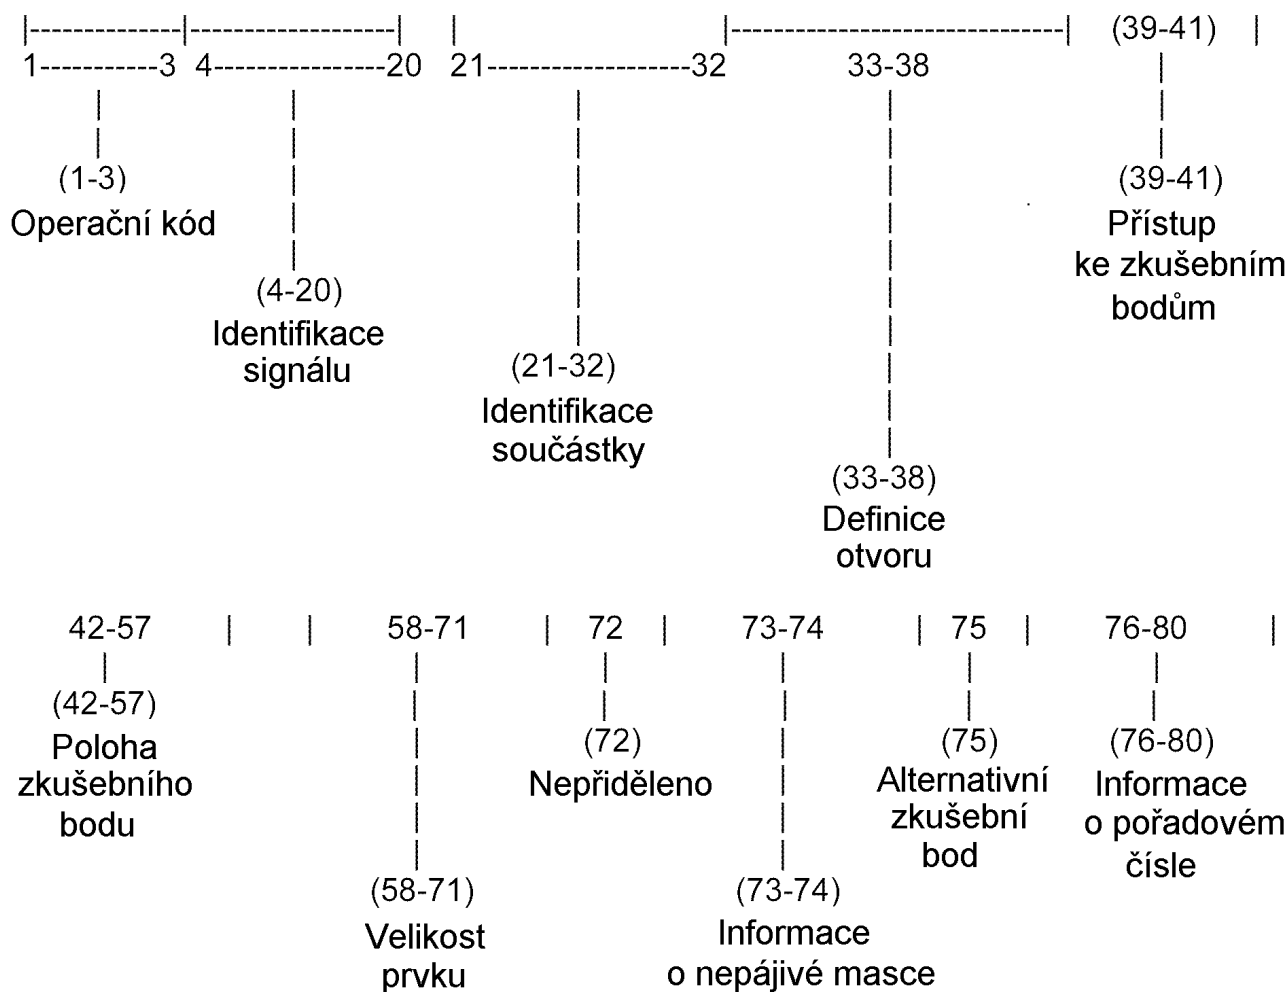 |------------|----------------| |--------------------|--------------------------| (39-41) |
1------------3 4----------------20 21------------------32 33-38
(1-3)
Operační kód
(39-41)
Přístup
ke zkušebním
bodům
(4-20)
Identifikace
signálu
(21-32)
Identifikace
součástky
(33-38)
Definice
otvoru
42-57 | | 58-71 | 72 | 73-74 | 75 | 76-80 |
(42-57)
Poloha
zkušebního
bodu
(72)
Nepřiděleno
(75)
Alternativní
zkušební
bod
(76-80)
Informace
o pořadovém
čísle
(58-71)
Velikost
prvku
(73-74)
Informace
o nepájivé masce